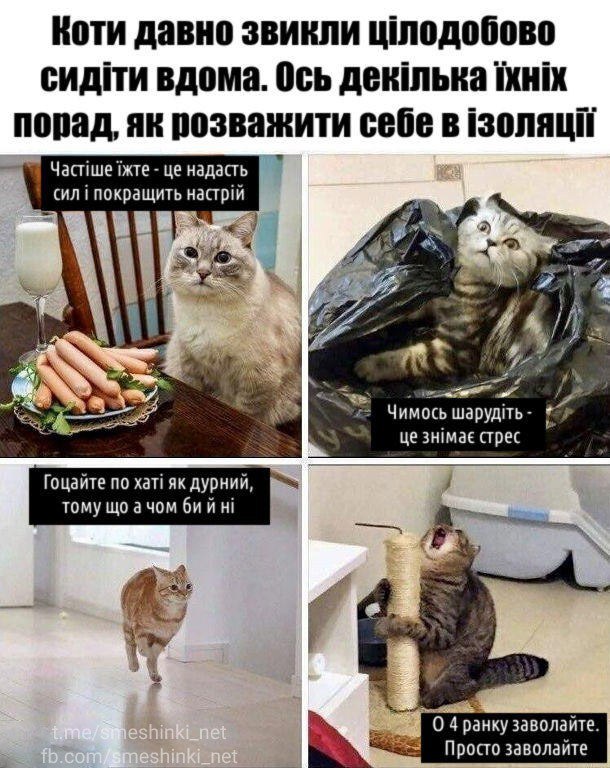 Коти давно звикли цілодобово
сидіти вдома. Ось декілька їхніх
порад, як розважити себе в ізоляції
Частіше їжте - це надасть
сил і покращить настрій
Чимось шарудіть -
це знімає стрес
Гоцайте по хаті як дурний,
тому що а чом би й ні
О 4 ранку заволайте.
Просто заволайте
t.me/smeshinki_net
fb.com/smeshinki_net